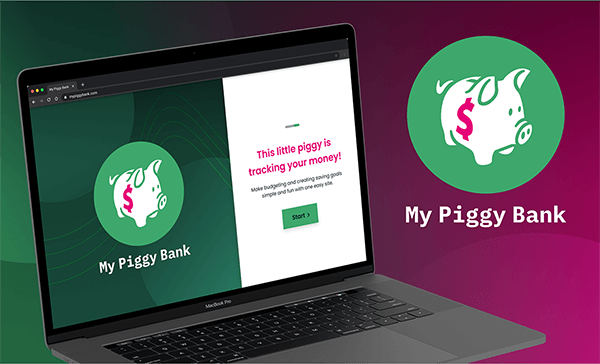 My Piggy Bank
mypiggybank.com
$
My Piggy Bank
This little piggy is
tracking your money!
Make budgeting and creating saving goals
simple and fun with one easy site.
Start >
MacBook Pro
$
My Piggy Bank